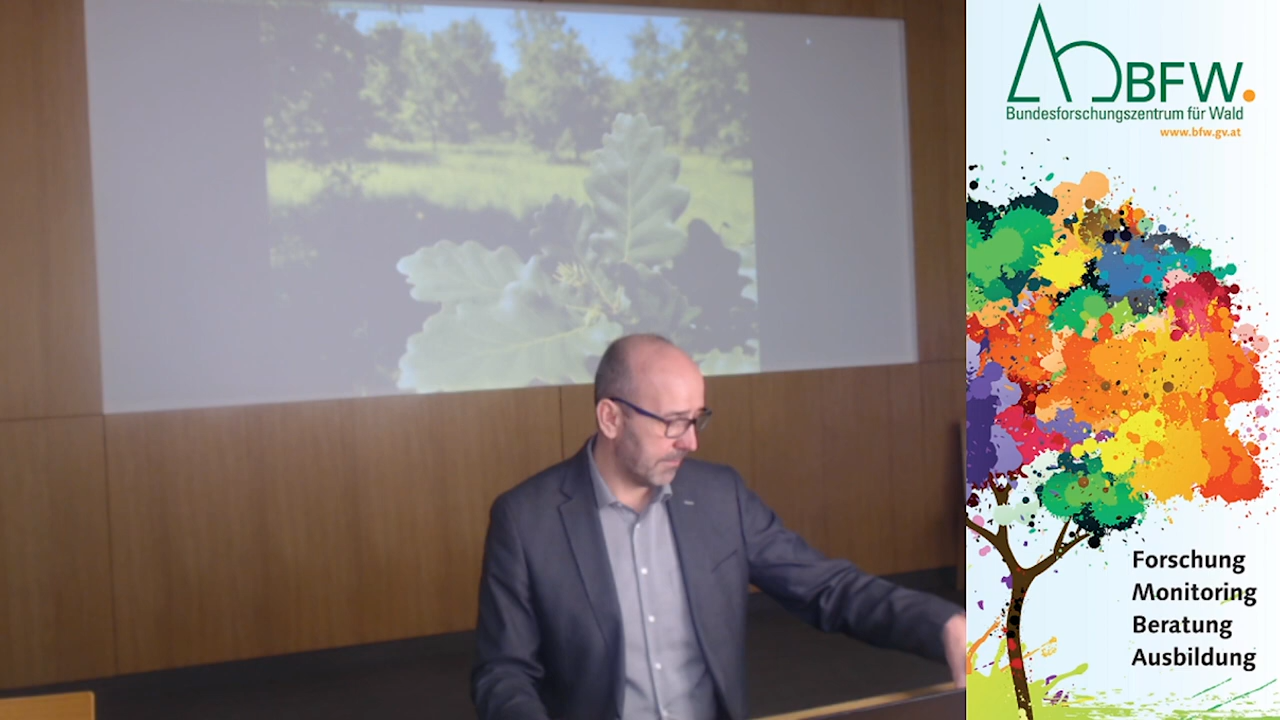 BFW.
Bundesforschungszentrum für Wald
www.bfw.gv.at
Forschung
Monitoring
Beratung
Ausbildung